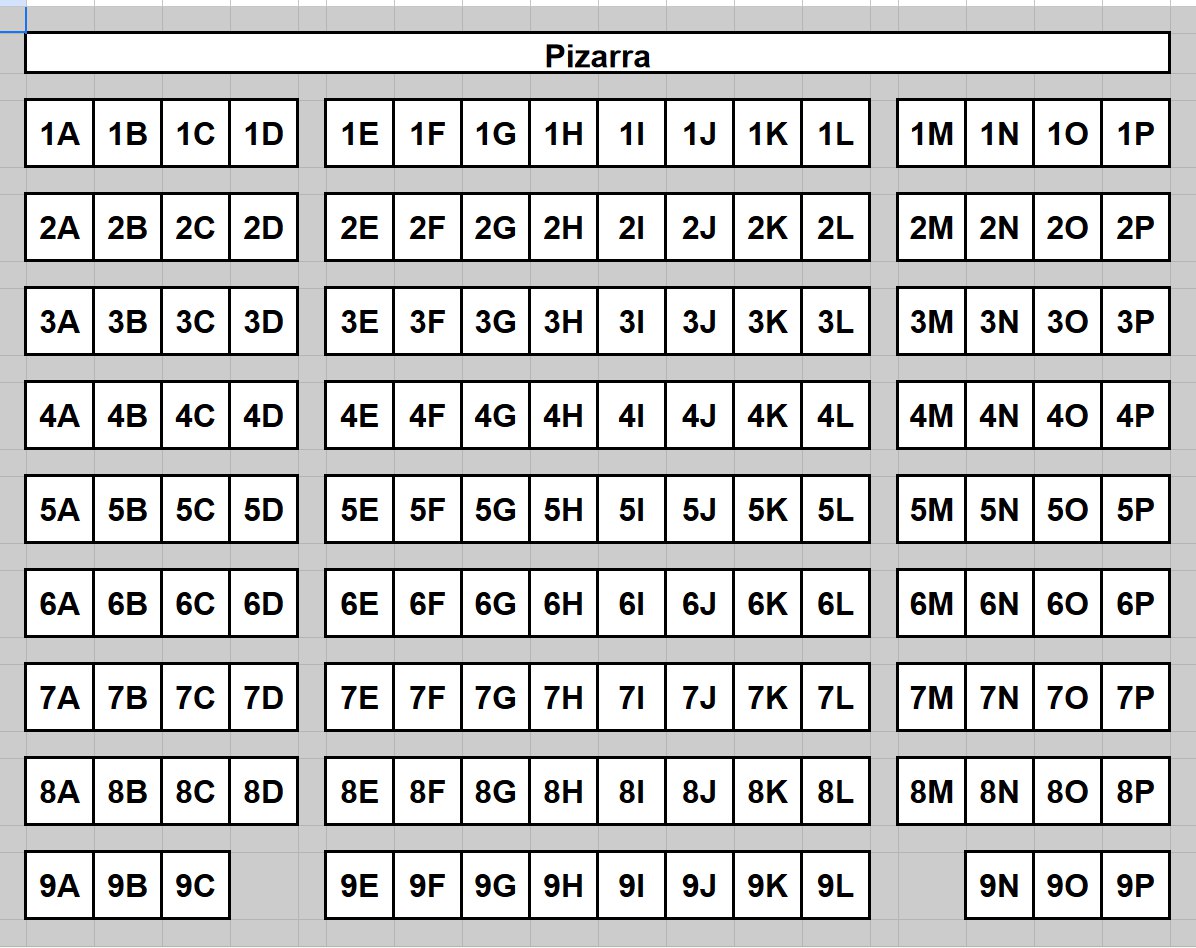 Pizarra
1A 1B 1C 1D 1E 1F 1G 1H 1I 1J 1K 1L 1M 1N 1O 1P
2A 2B 2C 2D 2E 2F 2G 2H 2I 2J 2K 2L 2M 2N 2O 2P
3A 3B 3C 3D 3E 3F 3G 3H 3I 3J 3K 3L 3M 3N 3O 3P
4A 4B 4C 4D 4E 4F 4G 4H 4I 4J 4K 4L 4M 4N 4O 4P
5A 5B 5C 5D 5E 5F 5G 5H 5I 5J 5K 5L 5M 5N 5O 5P
6A 6B 6C 6D 6E 6F 6G 6H 6I 6J 6K 6L 6M 6N 6O 6P
7A 7B 7C 7D 7E 7F 7G 7H 7I 7J 7K 7L 7M 7N 7O 7P
8A 8B 8C 8D 8E 8F 8G 8H 8I 8J 8K 8L 8M 8N 8O 8P
9A 9B 9C 9E 9F 9G 9H 9I 9J 9K 9L 9N 9O 9P